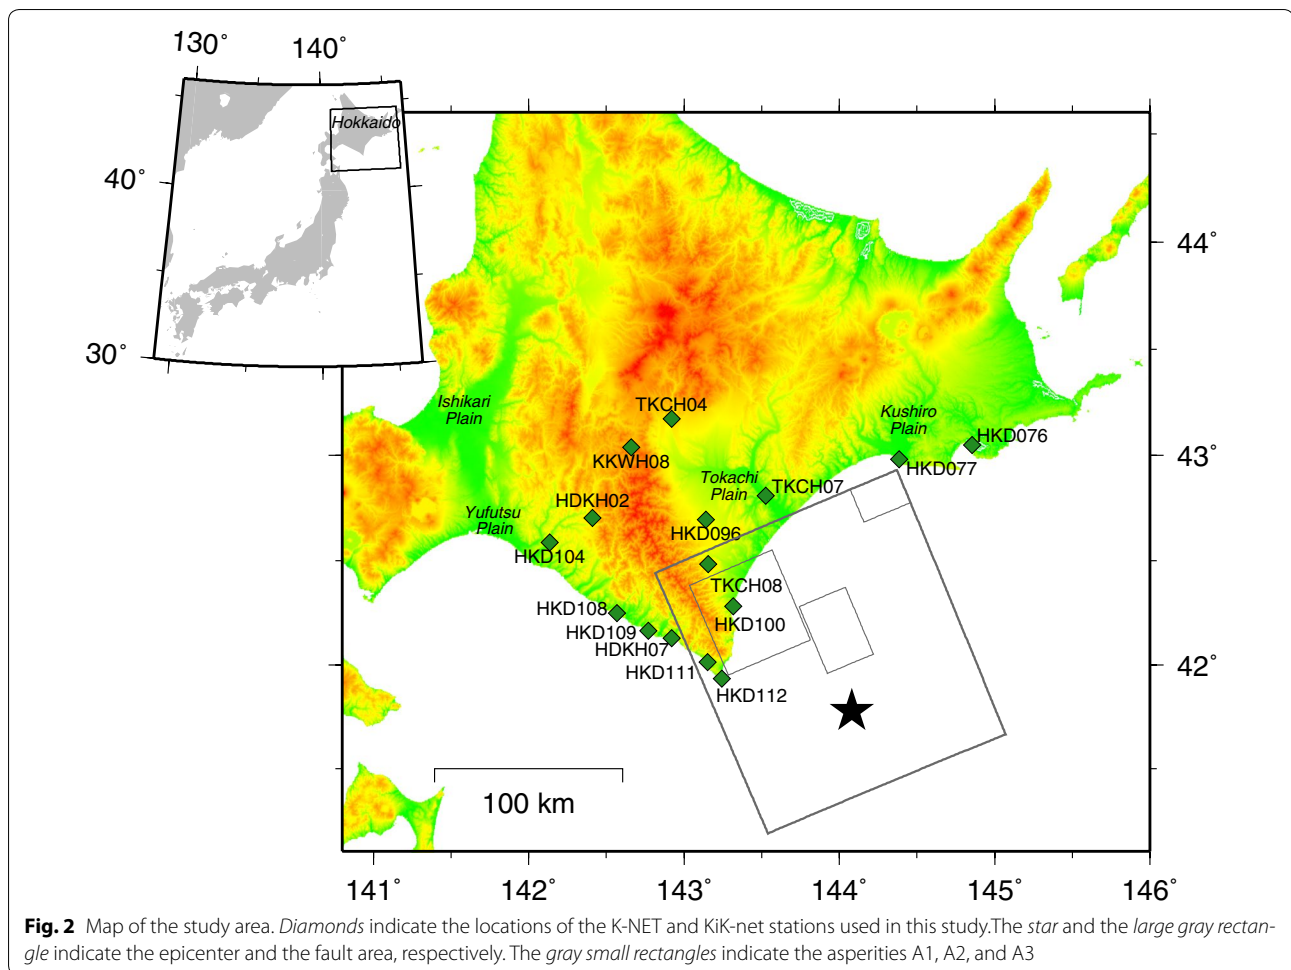 130°
140°
Hokkaido
40°
30°
44°
43°
42°
Ishikari
Plain
Kushiro
Plain
TKCH04
HKD076
KKWH08
HKD077
Tokachi
Plain
TKCH07
HDKH02
Yufutsu
Plain
HKD096
HKD104
TKCH08
HKD108
HKD100
HKD109
HDKH07
HKD111
HKD112
100 km
141°
142°
143°
144°
145°
146°
Fig. 2 Map of the study area. Diamonds indicate the locations of the K-NET and KiK-net stations used in this study.The star and the large gray rectan-
gle indicate the epicenter and the fault area, respectively. The gray small rectangles indicate the asperities A1, A2, and A3